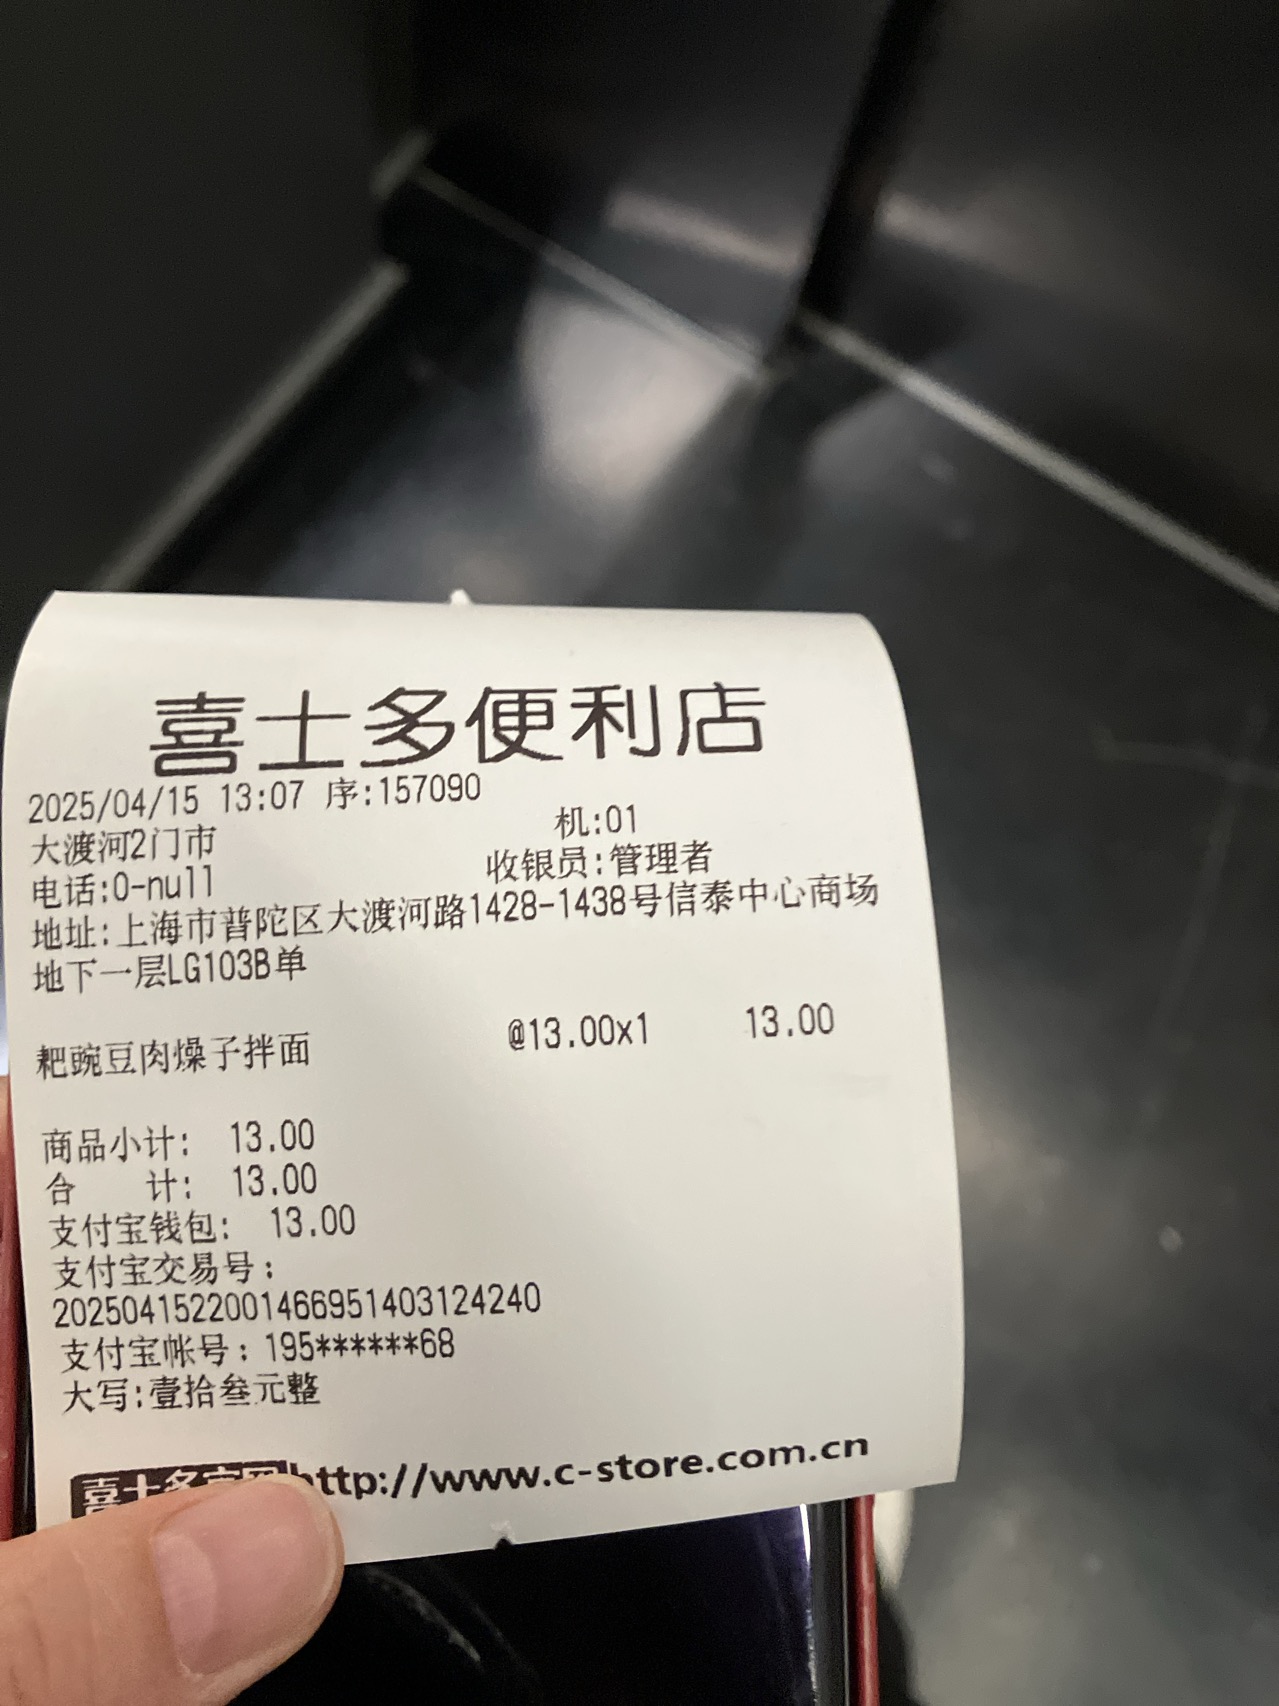 喜士多便利店
2025/04/15 13:07 序:157090
大渡河2门市 机:01
电话:0-null 收银员:管理者
地址:上海市普陀区大渡河路1428-1438号信泰中心商场
地下一层LG103B单
耙豌豆肉燥子拌面 @13.00x1 13.00
商品小计: 13.00
合 计: 13.00
支付宝钱包: 13.00
支付宝交易号:
2025041522001466951403124240
支付宝帐号:195******68
大写:壹拾叁元整
喜士多官网 http://www.c-store.com.cn